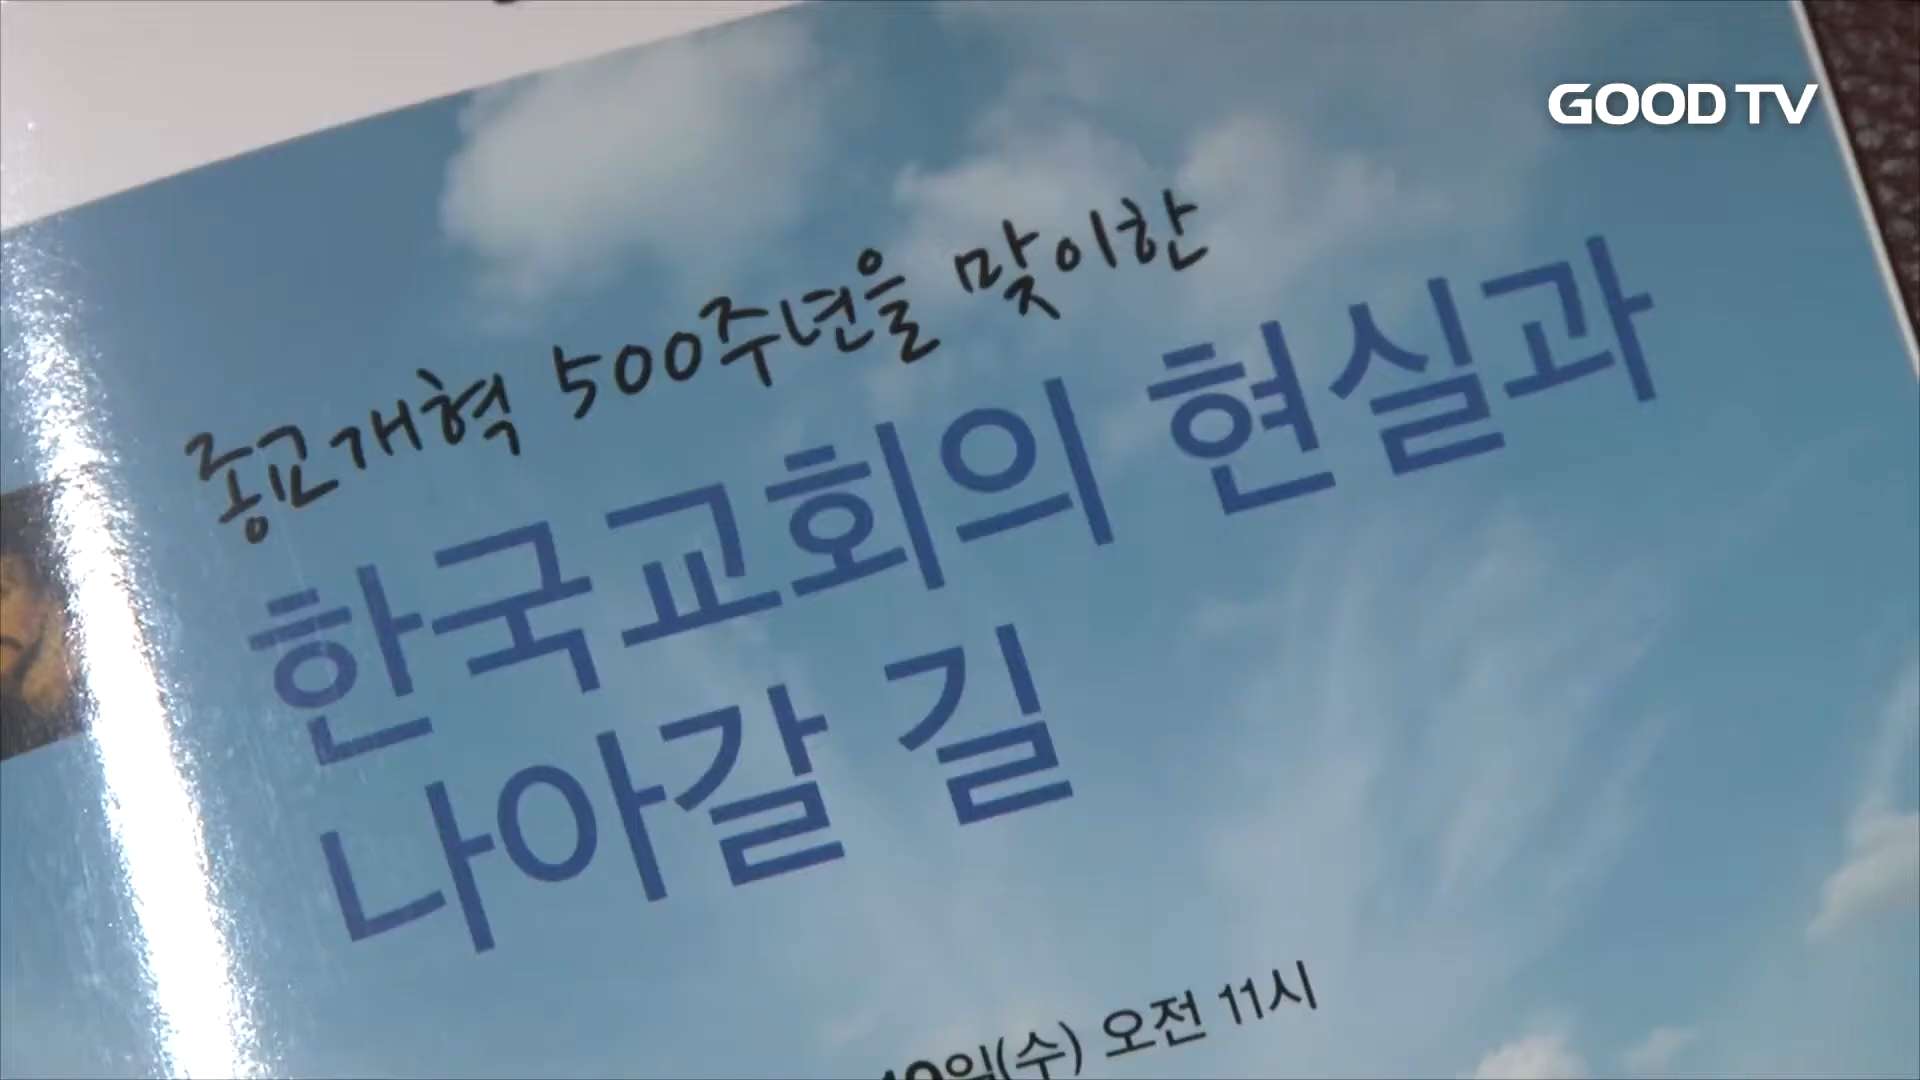 GOOD TV
종교개혁 500주년을 맞이한
한국교회의 현실과
나아갈 길
(수) 오전 11시